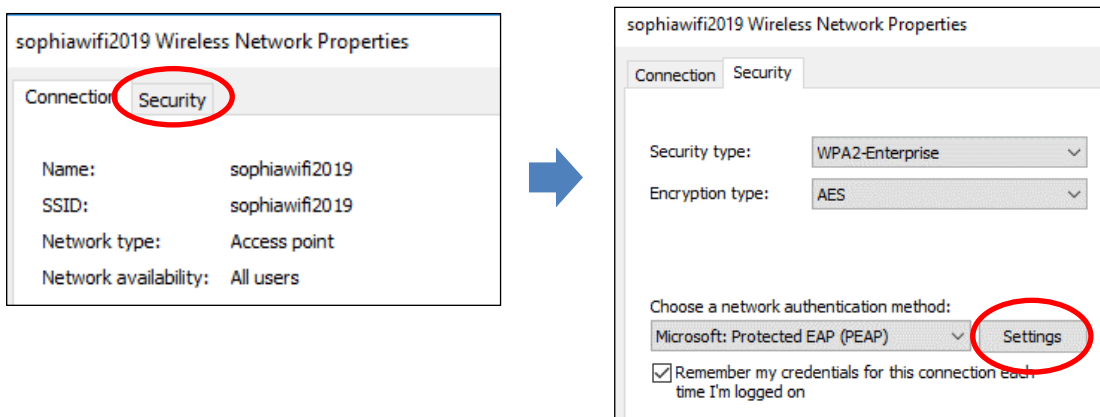 sophiawifi2019 Wireless Network Properties
Connection Security
Name: sophiawifi2019
SSID: sophiawifi2019
Network type: Access point
Network availability: All users
sophiawifi2019 Wireless Network Properties
Connection Security
Security type: WPA2-Enterprise
Encryption type: AES
Choose a network authentication method:
Microsoft: Protected EAP (PEAP) Settings
Remember my credentials for this connection each
time I'm logged on